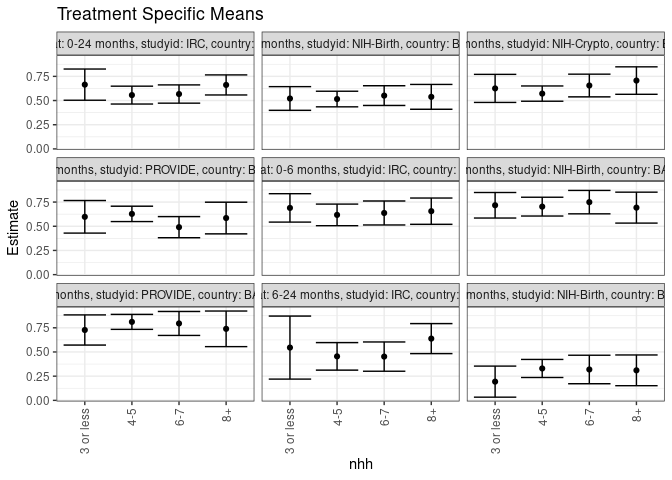 Treatment Specific Means
at: 0-24 months, studyid: IRC, country:
months, studyid: NIH-Birth, country: B
months, studyid: NIH-Crypto, country:
0.75
0.50
0.25
0.00
months, studyid: PROVIDE, country: B
at: 0-6 months, studyid: IRC, country:
months, studyid: NIH-Birth, country: BA
0.75
0.50
0.25
0.00
Estimate
months, studyid: PROVIDE, country: BA
at: 6-24 months, studyid: IRC, country:
months, studyid: NIH-Birth, country: B
0.75
0.50
0.25
0.00
3 or less
4-5
6-7
8+
3 or less
4-5
6-7
8+
3 or less
4-5
6-7
8+
nhh